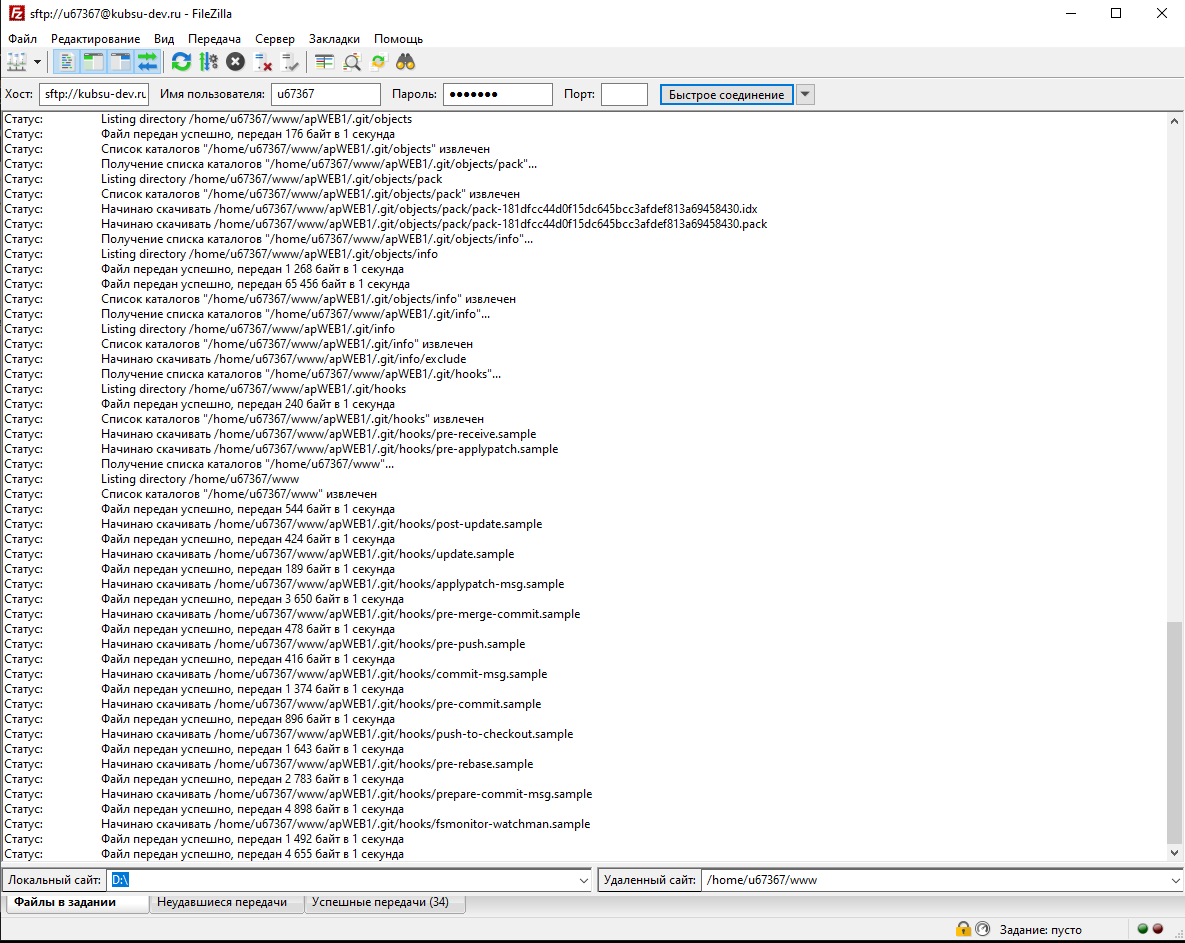 sftp://u67367@kubsu-dev.ru - FileZilla
Файл Редактирование Вид Передача Сервер Закладки Помощь
Хост: sftp://kubsu-dev.ru Имя пользователя: u67367 Пароль: ●●●●●●● Порт: Быстрое соединение
Статус: Listing directory /home/u67367/www/apWEB1/.git/objects
Статус: Файл передан успешно, передан 176 байт в 1 секунда
Статус: Список каталогов "/home/u67367/www/apWEB1/.git/objects" извлечен
Статус: Получение списка каталогов "/home/u67367/www/apWEB1/.git/objects/pack"...
Статус: Listing directory /home/u67367/www/apWEB1/.git/objects/pack
Статус: Список каталогов "/home/u67367/www/apWEB1/.git/objects/pack" извлечен
Статус: Начинаю скачивать /home/u67367/www/apWEB1/.git/objects/pack/pack-181dfcc44d0f15dc645bcc3afdef813a69458430.idx
Статус: Начинаю скачивать /home/u67367/www/apWEB1/.git/objects/pack/pack-181dfcc44d0f15dc645bcc3afdef813a69458430.pack
Статус: Получение списка каталогов "/home/u67367/www/apWEB1/.git/objects/info"...
Статус: Listing directory /home/u67367/www/apWEB1/.git/objects/info
Статус: Файл передан успешно, передан 1 268 байт в 1 секунда
Статус: Файл передан успешно, передан 65 456 байт в 1 секунда
Статус: Список каталогов "/home/u67367/www/apWEB1/.git/objects/info" извлечен
Статус: Получение списка каталогов "/home/u67367/www/apWEB1/.git/info"...
Статус: Listing directory /home/u67367/www/apWEB1/.git/info
Статус: Список каталогов "/home/u67367/www/apWEB1/.git/info" извлечен
Статус: Начинаю скачивать /home/u67367/www/apWEB1/.git/info/exclude
Статус: Получение списка каталогов "/home/u67367/www/apWEB1/.git/hooks"...
Статус: Listing directory /home/u67367/www/apWEB1/.git/hooks
Статус: Файл передан успешно, передан 240 байт в 1 секунда
Статус: Список каталогов "/home/u67367/www/apWEB1/.git/hooks" извлечен
Статус: Начинаю скачивать /home/u67367/www/apWEB1/.git/hooks/pre-receive.sample
Статус: Начинаю скачивать /home/u67367/www/apWEB1/.git/hooks/pre-applypatch.sample
Статус: Получение списка каталогов "/home/u67367/www"...
Статус: Listing directory /home/u67367/www
Статус: Список каталогов "/home/u67367/www" извлечен
Статус: Файл передан успешно, передан 544 байт в 1 секунда
Статус: Начинаю скачивать /home/u67367/www/apWEB1/.git/hooks/post-update.sample
Статус: Файл передан успешно, передан 424 байт в 1 секунда
Статус: Начинаю скачивать /home/u67367/www/apWEB1/.git/hooks/update.sample
Статус: Файл передан успешно, передан 189 байт в 1 секунда
Статус: Начинаю скачивать /home/u67367/www/apWEB1/.git/hooks/applypatch-msg.sample
Статус: Файл передан успешно, передан 3 650 байт в 1 секунда
Статус: Начинаю скачивать /home/u67367/www/apWEB1/.git/hooks/pre-merge-commit.sample
Статус: Файл передан успешно, передан 478 байт в 1 секунда
Статус: Начинаю скачивать /home/u67367/www/apWEB1/.git/hooks/pre-push.sample
Статус: Файл передан успешно, передан 416 байт в 1 секунда
Статус: Начинаю скачивать /home/u67367/www/apWEB1/.git/hooks/commit-msg.sample
Статус: Файл передан успешно, передан 1 374 байт в 1 секунда
Статус: Начинаю скачивать /home/u67367/www/apWEB1/.git/hooks/pre-commit.sample
Статус: Файл передан успешно, передан 896 байт в 1 секунда
Статус: Начинаю скачивать /home/u67367/www/apWEB1/.git/hooks/push-to-checkout.sample
Статус: Файл передан успешно, передан 1 643 байт в 1 секунда
Статус: Начинаю скачивать /home/u67367/www/apWEB1/.git/hooks/pre-rebase.sample
Статус: Файл передан успешно, передан 2 783 байт в 1 секунда
Статус: Начинаю скачивать /home/u67367/www/apWEB1/.git/hooks/prepare-commit-msg.sample
Статус: Файл передан успешно, передан 4 898 байт в 1 секунда
Статус: Начинаю скачивать /home/u67367/www/apWEB1/.git/hooks/fsmonitor-watchman.sample
Статус: Файл передан успешно, передан 1 492 байт в 1 секунда
Статус: Файл передан успешно, передан 4 655 байт в 1 секунда
Локальный сайт: D:\ Удаленный сайт: /home/u67367/www
Файлы в задании Неудавшиеся передачи Успешные передачи (34)
Задание: пусто